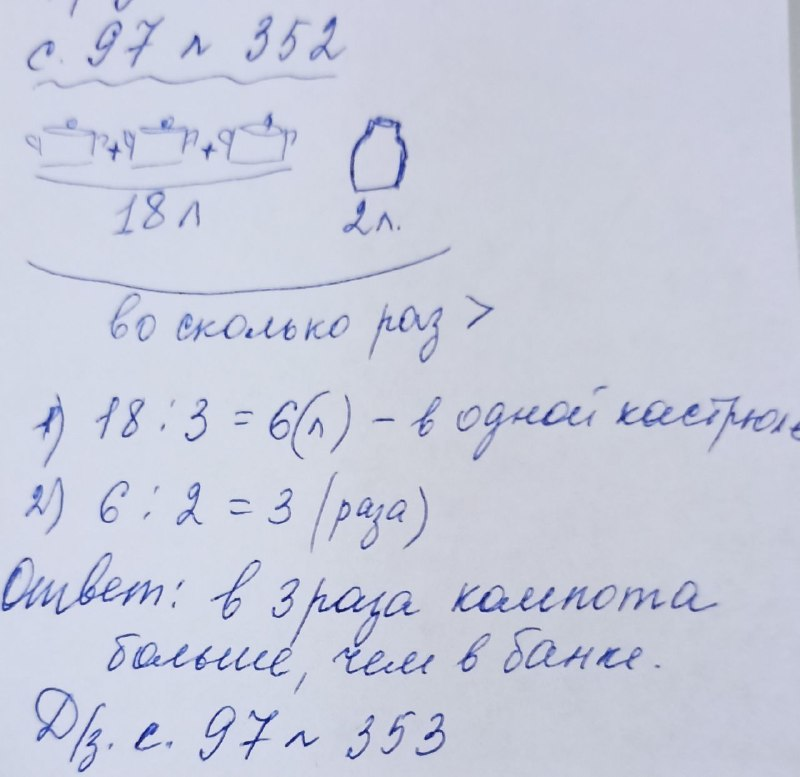 с. 97 № 352
+ +
18 л 2 л.
во сколько раз >
1) 18 : 3 = 6 (л) – в одной кастрюле
2) 6 : 2 = 3 (раза)
Ответ: в 3 раза компота
больше, чем в банке.
Д/з. с. 97 № 353